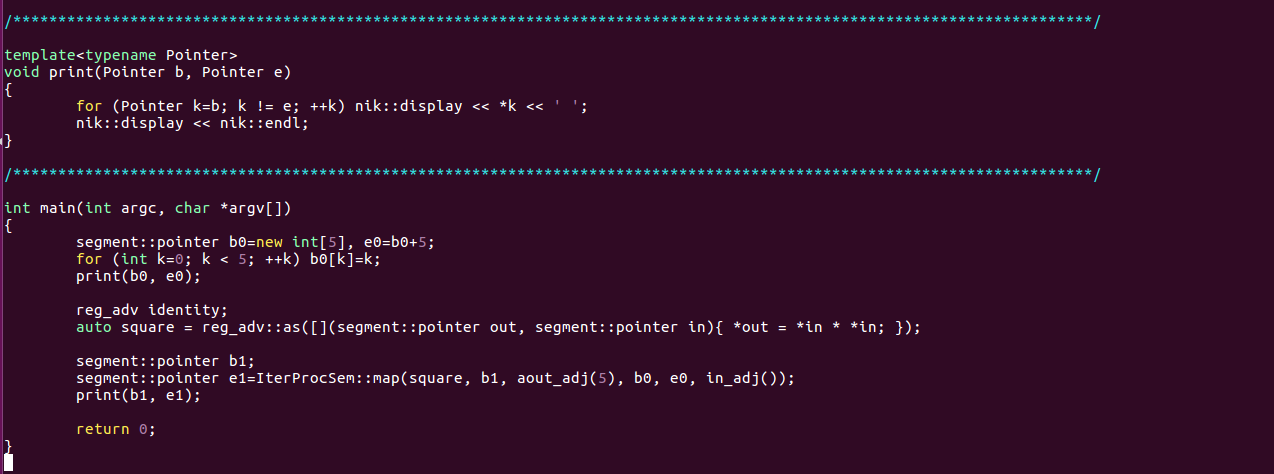 /************************************************************************************************************************/
template<typename Pointer>
void print(Pointer b, Pointer e)
{
        for (Pointer k=b; k != e; ++k) nik::display << *k << ' ';
        nik::display << nik::endl;
}
/************************************************************************************************************************/
int main(int argc, char *argv[])
{
        segment::pointer b0=new int[5], e0=b0+5;
        for (int k=0; k < 5; ++k) b0[k]=k;
        print(b0, e0);
        reg_adv identity;
        auto square = reg_adv::as([](segment::pointer out, segment::pointer in){ *out = *in * *in; });
        segment::pointer b1;
        segment::pointer e1=IterProcSem::map(square, b1, aout_adj(5), b0, e0, in_adj());
        print(b1, e1);
        return 0;
}